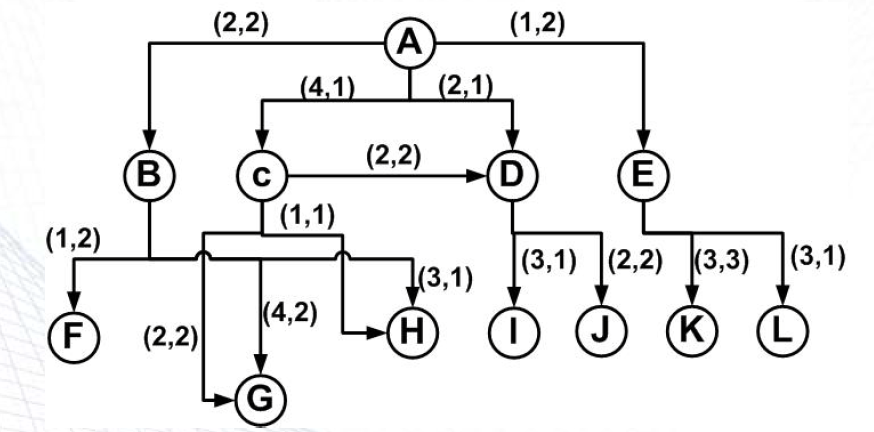 (2,2)
A
(1,2)
(4,1)
(2,1)
B
c
(2,2)
D
E
(1,1)
(1,2)
(3,1)
(3,1)
(2,2)
(3,3)
(3,1)
(2,2)
(4,2)
F
H
I
J
K
L
G